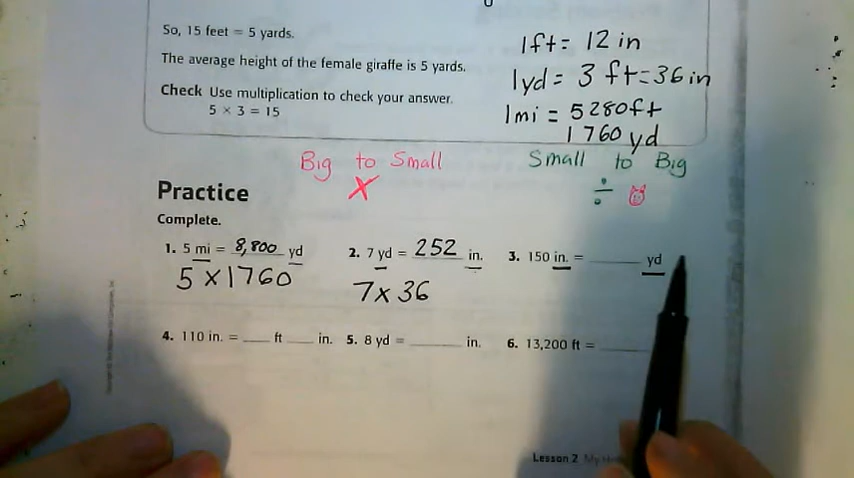 So, 15 feet = 5 yards.
The average height of the female giraffe is 5 yards.
Check Use multiplication to check your answer.
5 × 3 = 15
1ft = 12 in
1yd = 3 ft = 36 in
1mi = 5280ft
1760 yd
Big to Small
X
Small to Big
÷
Practice
Complete.
1. 5 mi = 8,800 yd
5 X 1760
2. 7 yd = 252 in.
7 x 36
3. 150 in. = ______ yd
4. 110 in. = ___ ft ___ in.
5. 8 yd = ______ in.
6. 13,200 ft = ______
Lesson 2 My